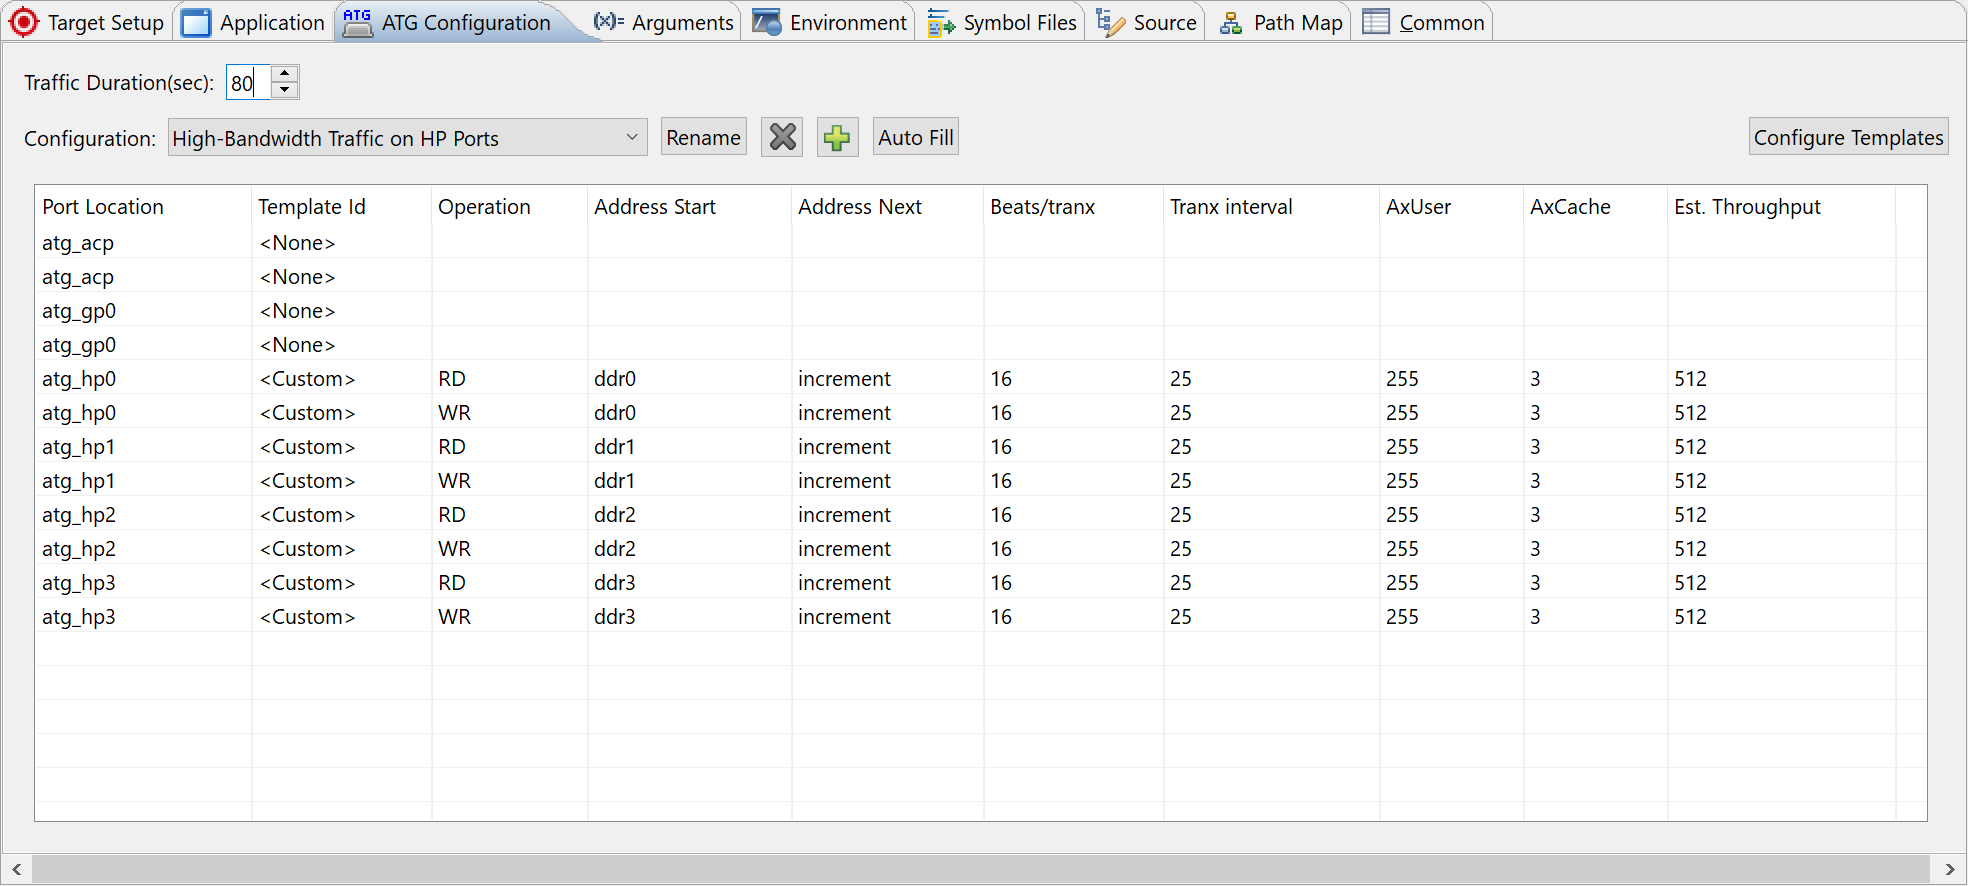 Target Setup Application ATG ATG Configuration (x)= Arguments Environment Symbol Files Source Path Map Common
Traffic Duration(sec): 80
Configuration: High-Bandwidth Traffic on HP Ports Rename Auto Fill Configure Templates
Port Location Template Id Operation Address Start Address Next Beats/tranx Tranx interval AxUser AxCache Est. Throughput
atg_acp <None>
atg_acp <None>
atg_gp0 <None>
atg_gp0 <None>
atg_hp0 <Custom> RD ddr0 increment 16 25 255 3 512
atg_hp0 <Custom> WR ddr0 increment 16 25 255 3 512
atg_hp1 <Custom> RD ddr1 increment 16 25 255 3 512
atg_hp1 <Custom> WR ddr1 increment 16 25 255 3 512
atg_hp2 <Custom> RD ddr2 increment 16 25 255 3 512
atg_hp2 <Custom> WR ddr2 increment 16 25 255 3 512
atg_hp3 <Custom> RD ddr3 increment 16 25 255 3 512
atg_hp3 <Custom> WR ddr3 increment 16 25 255 3 512